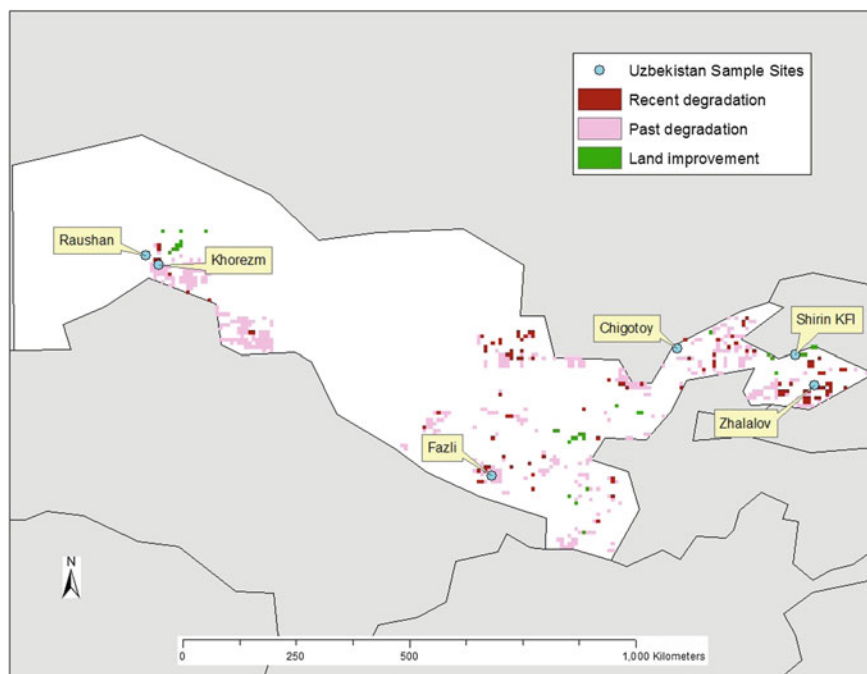 Uzbekistan Sample Sites
Recent degradation
Past degradation
Land improvement
Raushan
Khorezm
Chigotoy
Shirin KFI
Zhalalov
Fazli
N
0 250 500 1,000 Kilometers